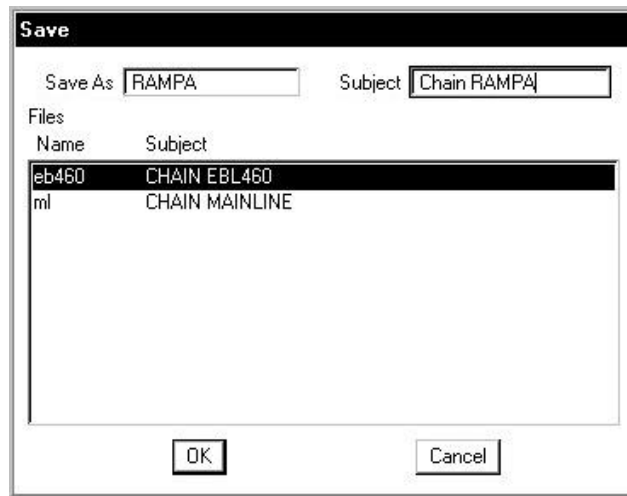 Save
Save As RAMPA Subject Chain RAMPA
Files
Name Subject
eb460 CHAIN EBL460
ml CHAIN MAINLINE
OK Cancel